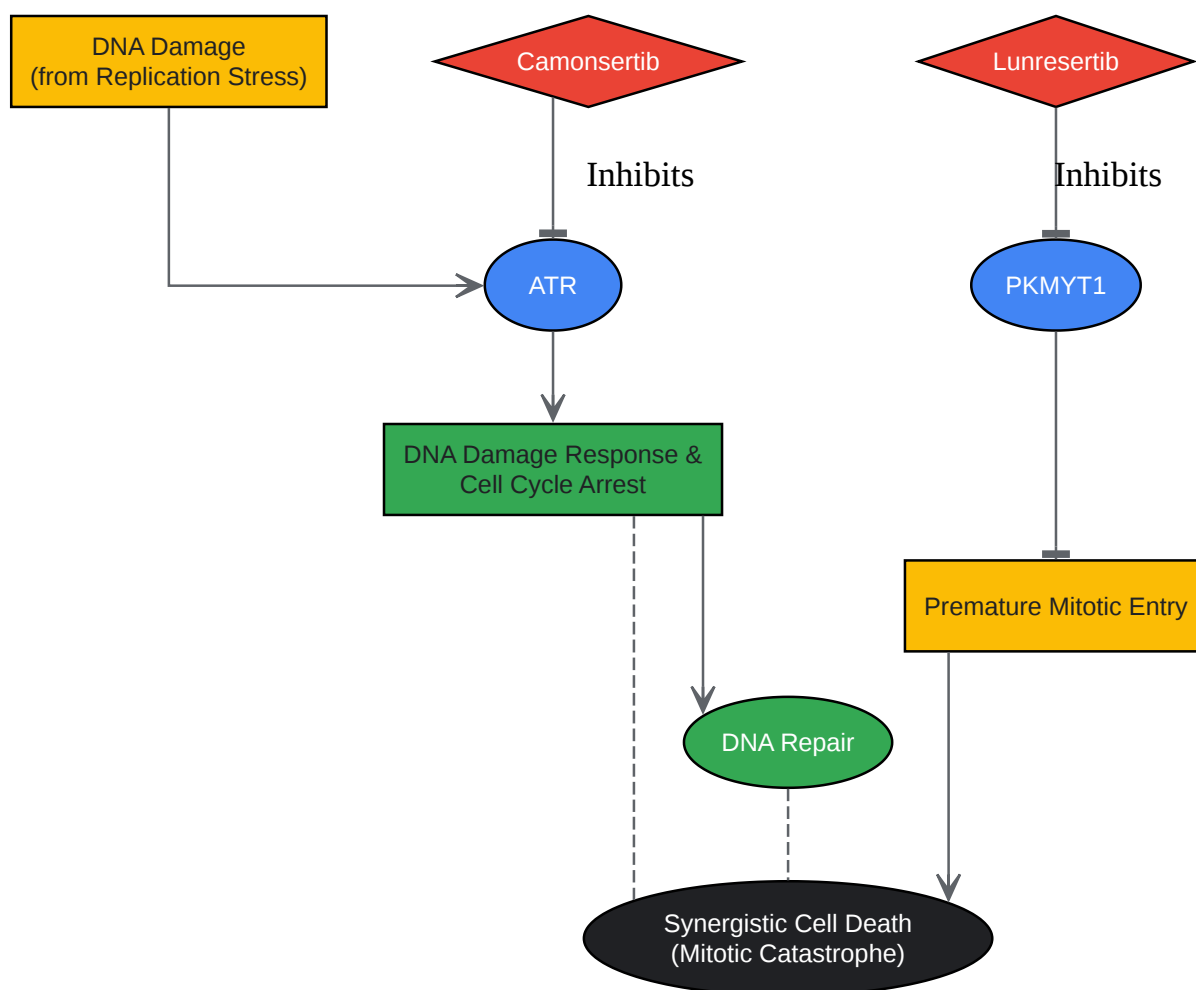 DNA Damage
(from Replication Stress)
Camonsertib
Lunresertib
Inhibits
Inhibits
ATR
PKMYT1
DNA Damage Response &
Cell Cycle Arrest
Premature Mitotic Entry
DNA Repair
Synergistic Cell Death
(Mitotic Catastrophe)